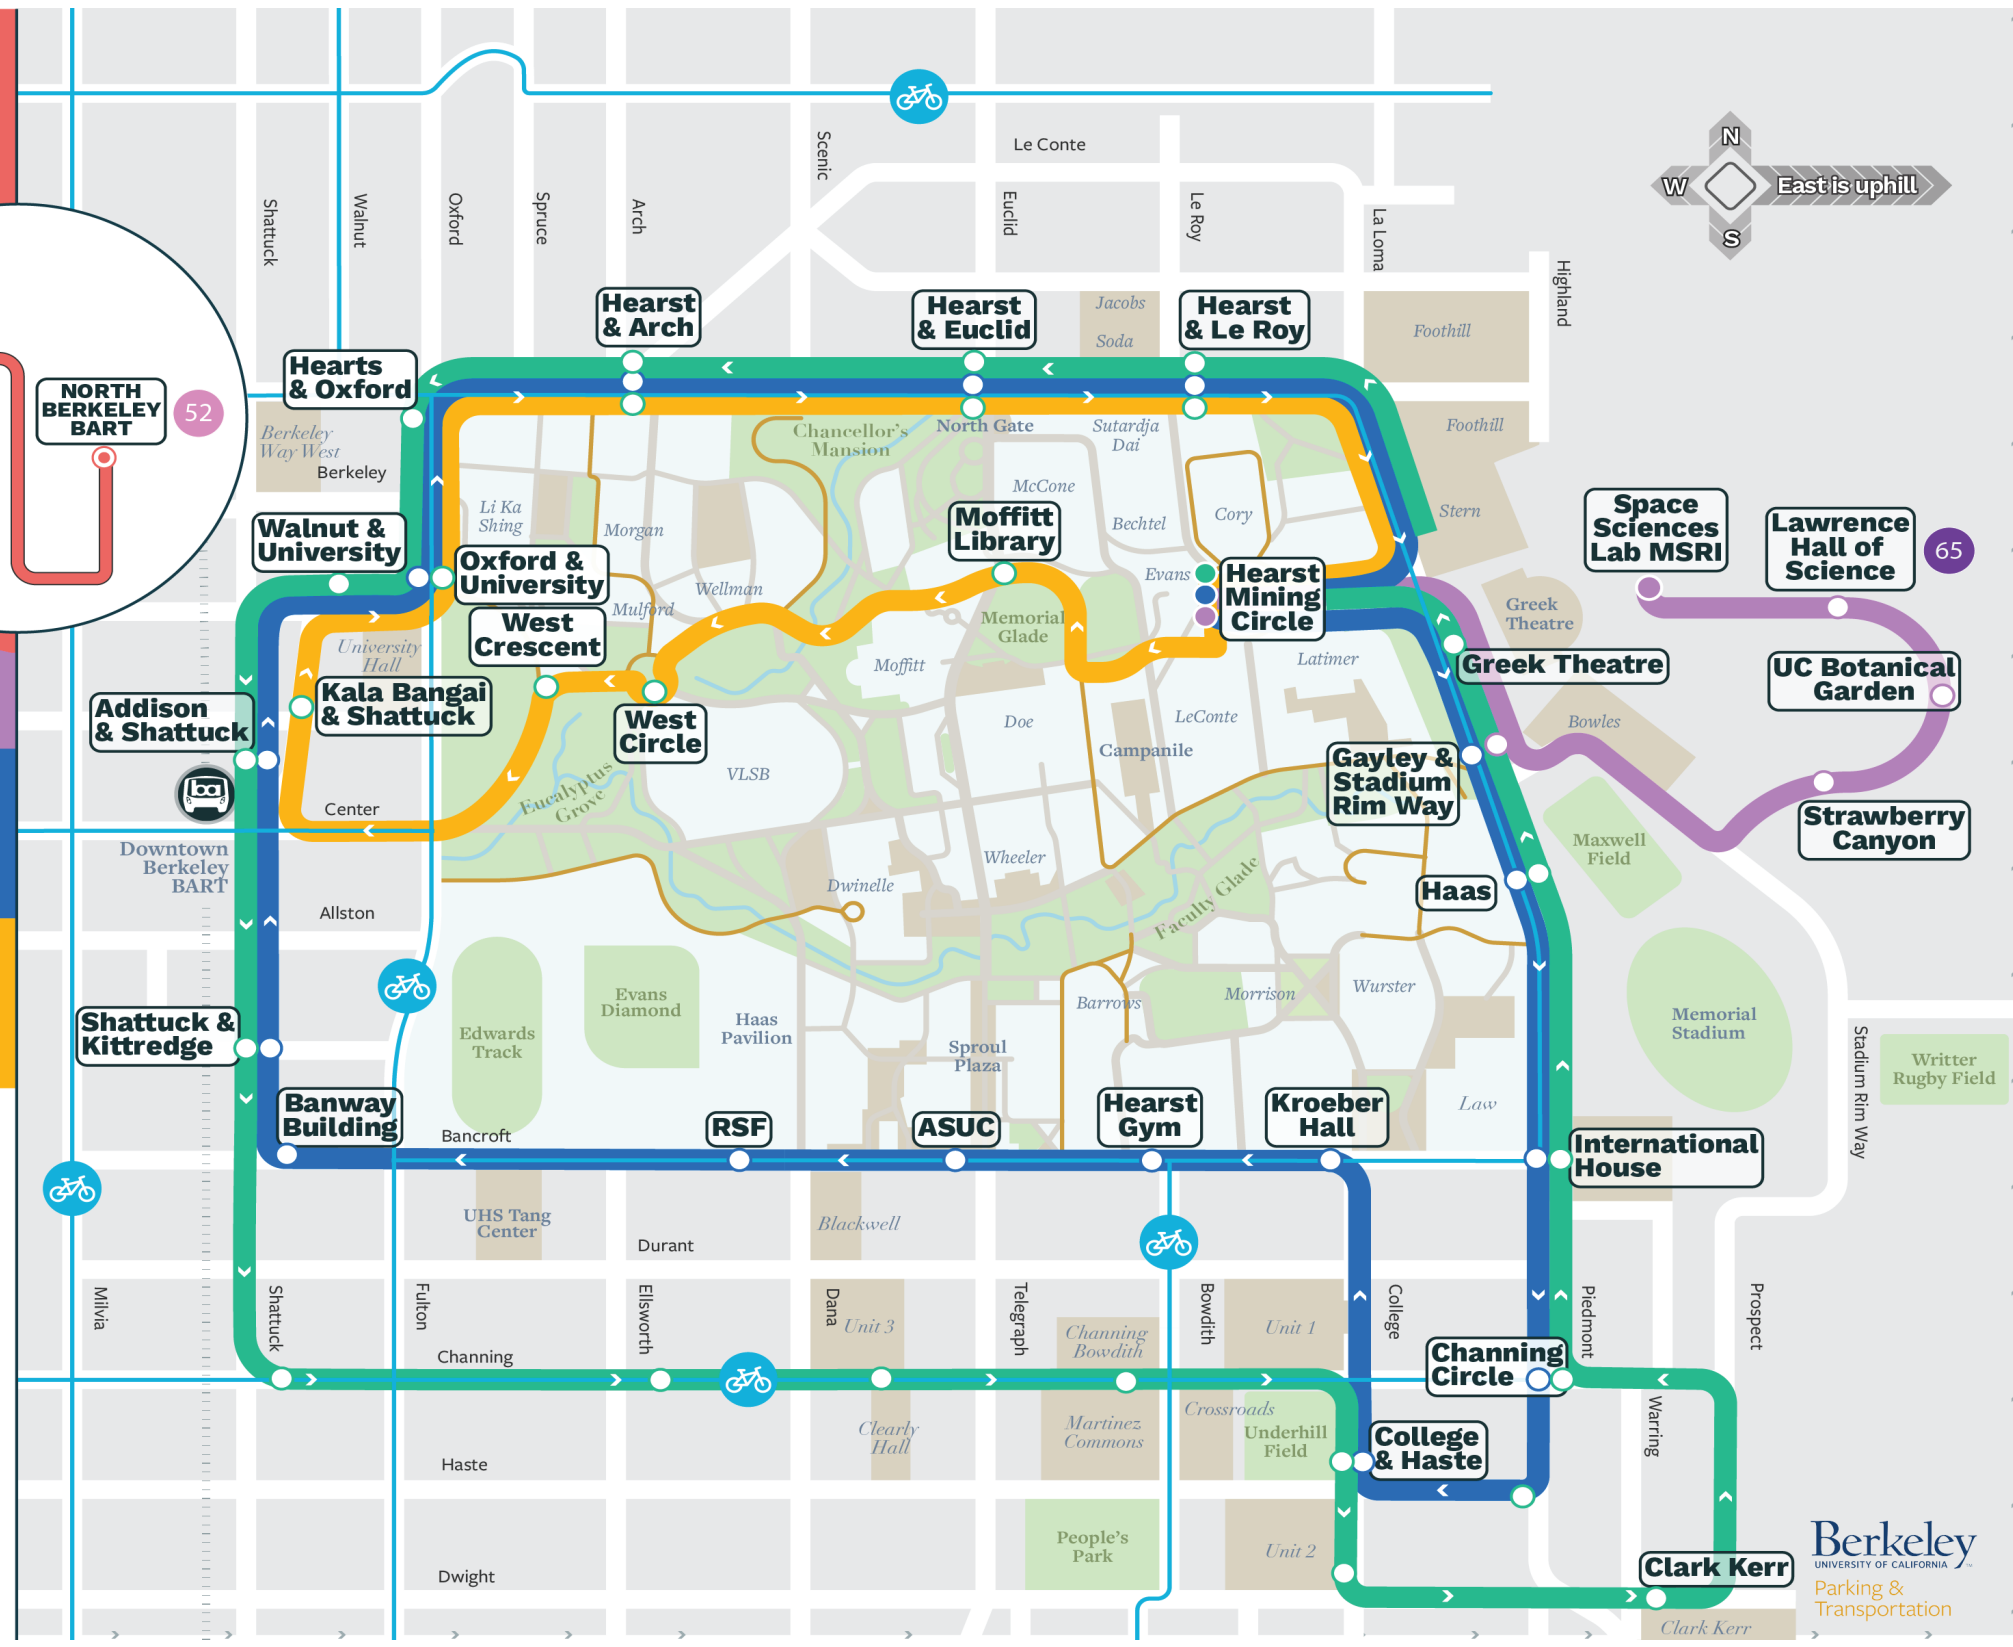 N
W
East is uphill
S
Le Conte
Scenic
Shattuck
Walnut
Oxford
Spruce
Arch
Euclid
Le Roy
La Loma
Highland
Hearst
& Arch
Hearst
& Euclid
Jacobs
Soda
Hearst
& Le Roy
Foothill
Hearts
& Oxford
NORTH
BERKELEY
BART
52
Berkeley
Way West
Berkeley
Chancellor's
Mansion
North Gate
Sutardja
Dai
Foothill
Li Ka
Shing
Morgan
McCone
Moffitt
Library
Bechtel
Cory
Stern
Space
Sciences
Lab MSRI
Lawrence
Hall of
Science
65
Walnut &
University
Oxford &
University
Wellman
Mulford
Evans
Hearst
Mining
Circle
Greek
Theatre
West
Crescent
Memorial
Glade
University
Hall
Moffitt
Latimer
Greek Theatre
UC Botanical
Garden
Addison
& Shattuck
Kala Bangai
& Shattuck
West
Circle
Doe
LeConte
Bowles
Campanile
VLSB
Gayley &
Stadium
Rim Way
Eucalyptus
Grove
Center
Strawberry
Canyon
Downtown
Berkeley
BART
Maxwell
Field
Wheeler
Dwinelle
Haas
Faculty Glade
Allston
Evans
Diamond
Barrows
Morrison
Wurster
Shattuck &
Kittredge
Edwards
Track
Haas
Pavilion
Sproul
Plaza
Memorial
Stadium
Stadium Rim Way
Writter
Rugby Field
Banway
Building
Bancroft
RSF
ASUC
Hearst
Gym
Kroeber
Hall
Law
International
House
UHS Tang
Center
Blackwell
Durant
Milvia
Shattuck
Fulton
Ellsworth
Dana
Unit 3
Telegraph
Channing
Bowdith
Bowdith
Unit 1
College
Piedmont
Prospect
Channing
Channing
Circle
Clearly
Hall
Martinez
Commons
Crossroads
Underhill
Field
College
& Haste
Warring
Haste
People's
Park
Unit 2
Dwight
Clark Kerr
Berkeley
UNIVERSITY OF CALIFORNIA
Parking &
Transportation
Clark Kerr